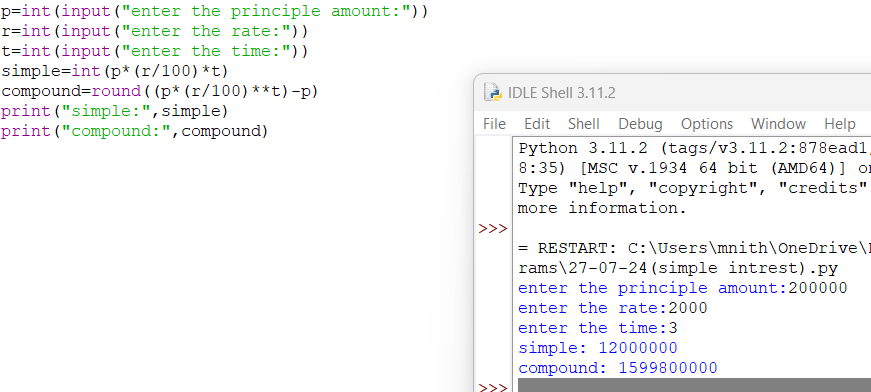 p=int(input("enter the principle amount:"))
r=int(input("enter the rate:"))
t=int(input("enter the time:"))
simple=int(p*(r/100)*t)
compound=round((p*(r/100)**t)-p)
print("simple:",simple)
print("compound:",compound)
IDLE Shell 3.11.2
File Edit Shell Debug Options Window Help
Python 3.11.2 (tags/v3.11.2:878ead1,
8:35) [MSC v.1934 64 bit (AMD64)] on
Type "help", "copyright", "credits"
more information.
>>>
= RESTART: C:\Users\mnith\OneDrive\
rams\27-07-24(simple intrest).py
enter the principle amount:200000
enter the rate:2000
enter the time:3
simple: 12000000
compound: 1599800000
>>>